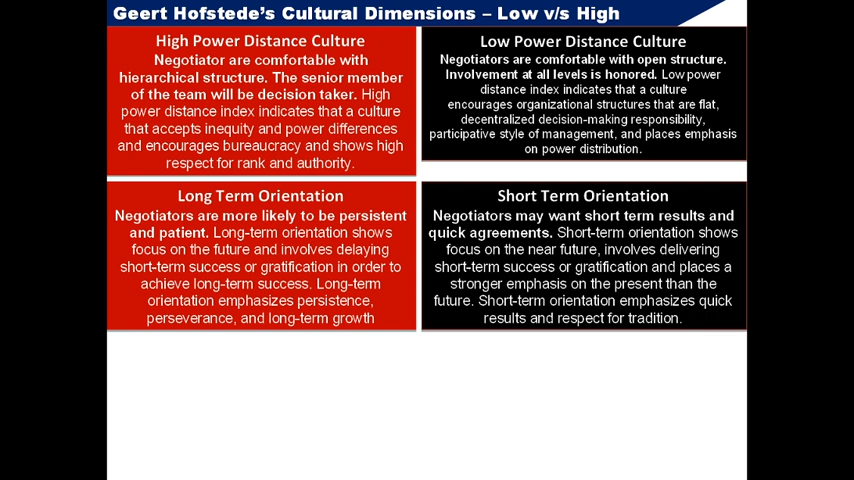 Geert Hofstede's Cultural Dimensions – Low v/s High
High Power Distance Culture
Negotiator are comfortable with
hierarchical structure. The senior member
of the team will be decision taker. High
power distance index indicates that a culture
that accepts inequity and power differences
and encourages bureaucracy and shows high
respect for rank and authority.
Low Power Distance Culture
Negotiators are comfortable with open structure.
Involvement at all levels is honored. Low power
distance index indicates that a culture
encourages organizational structures that are flat,
decentralized decision-making responsibility,
participative style of management, and places emphasis
on power distribution.
Long Term Orientation
Negotiators are more likely to be persistent
and patient. Long-term orientation shows
focus on the future and involves delaying
short-term success or gratification in order to
achieve long-term success. Long-term
orientation emphasizes persistence,
perseverance, and long-term growth
Short Term Orientation
Negotiators may want short term results and
quick agreements. Short-term orientation shows
focus on the near future, involves delivering
short-term success or gratification and places a
stronger emphasis on the present than the
future. Short-term orientation emphasizes quick
results and respect for tradition.